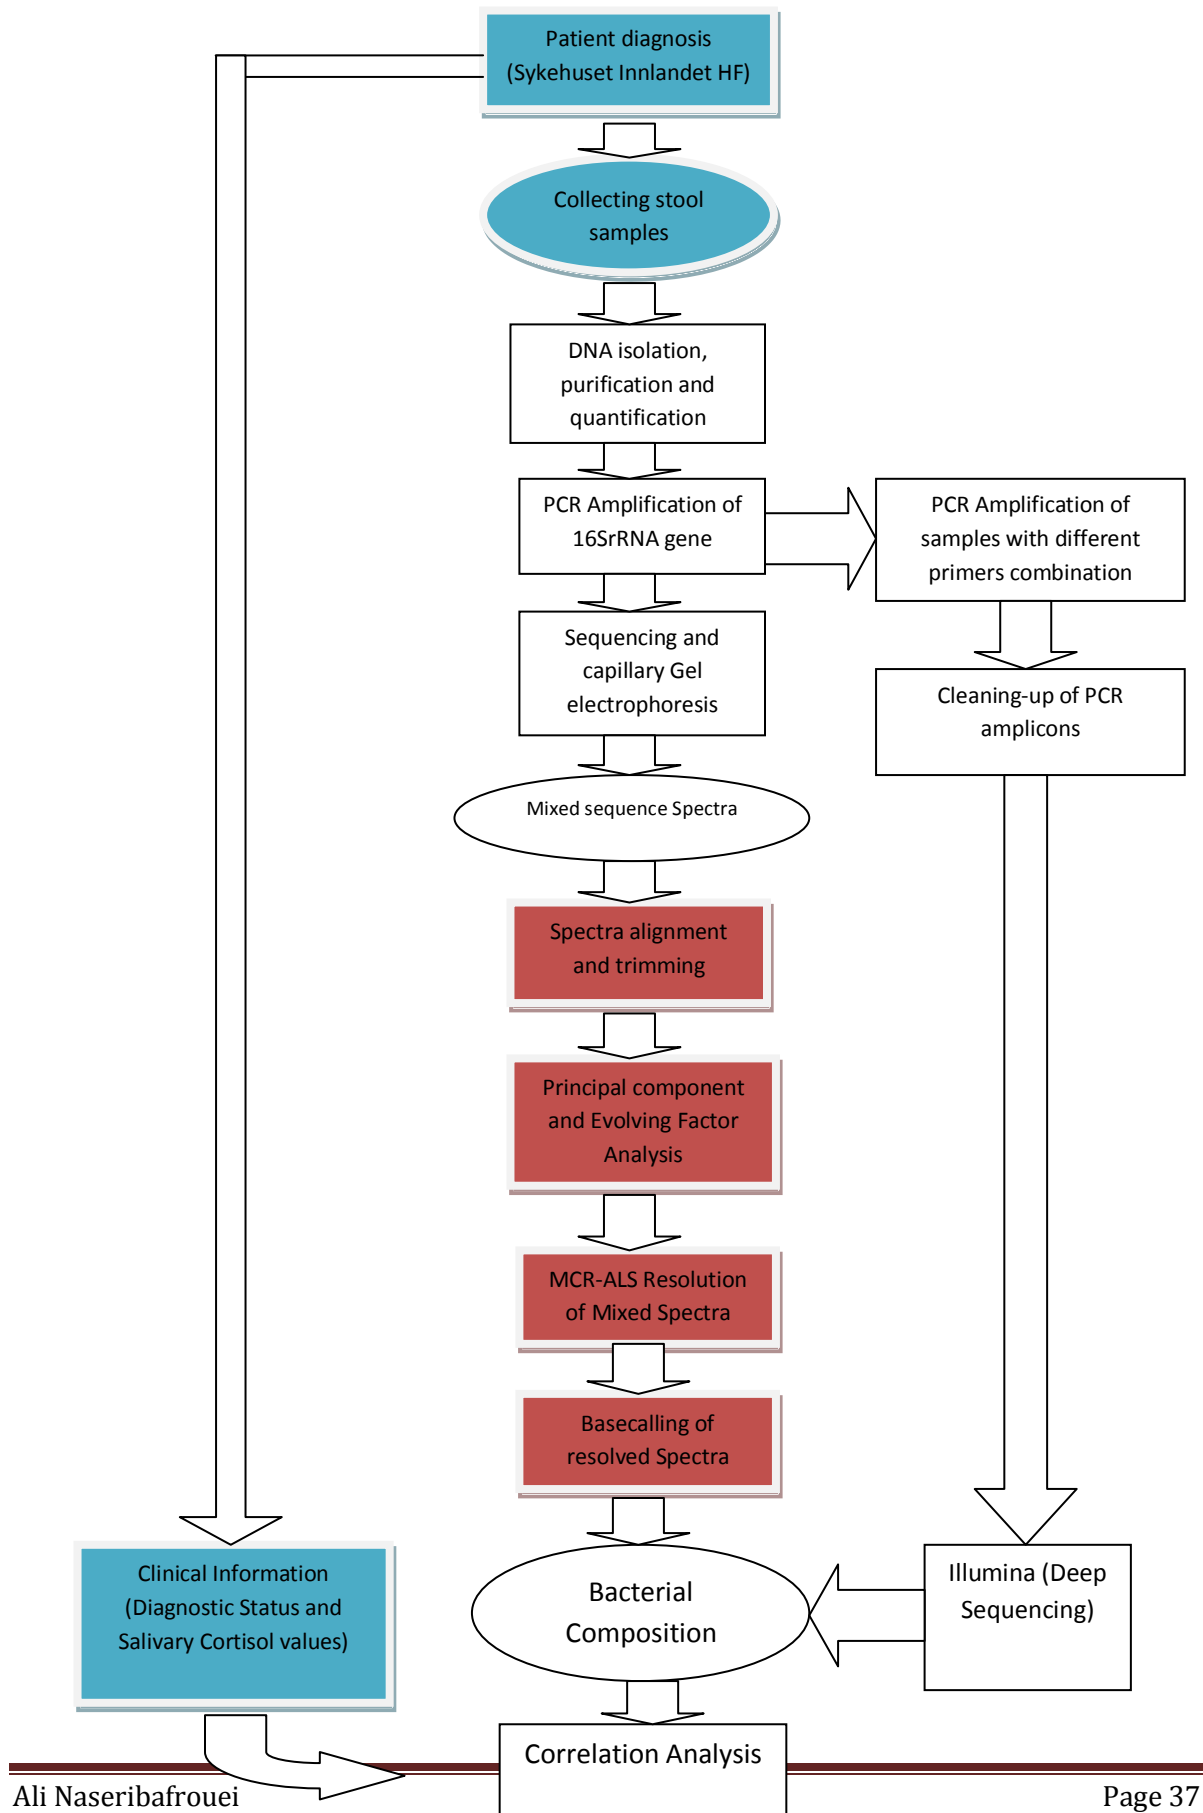 Patient diagnosis
(Sykehuset Innlandet HF)
Collecting stool
samples
DNA isolation,
purification and
quantification
PCR Amplification of
16SrRNA gene
PCR Amplification of
samples with different
primers combination
Sequencing and
capillary Gel
electrophoresis
Cleaning-up of PCR
amplicons
Mixed sequence Spectra
Spectra alignment
and trimming
Principal component
and Evolving Factor
Analysis
MCR-ALS Resolution
of Mixed Spectra
Basecalling of
resolved Spectra
Clinical Information
(Diagnostic Status and
Salivary Cortisol values)
Bacterial
Composition
Illumina (Deep
Sequencing)
Correlation Analysis
Ali Naseribafrouei
Page 37